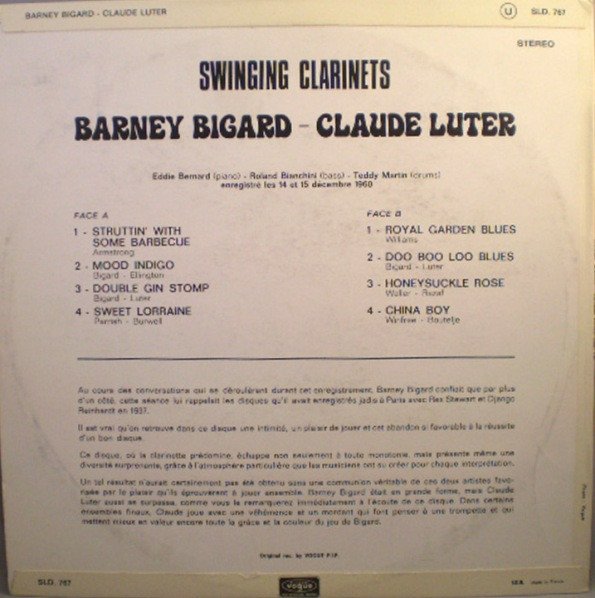 BARNEY BIGARD - CLAUDE LUTER
U SLD. 767
STEREO
SWINGING CLARINETS
BARNEY BIGARD - CLAUDE LUTER
Eddie Bernard (piano) - Roland Bianchini (bass) - Teddy Martin (drums)
enregistré les 14 et 15 décembre 1960
FACE A
1 - STRUTTIN' WITH
SOME BARBECUE
Armstrong
2 - MOOD INDIGO
Bigard - Ellington
3 - DOUBLE GIN STOMP
Bigard - Luter
4 - SWEET LORRAINE
Parrish - Burwell
FACE B
1 - ROYAL GARDEN BLUES
Williams
2 - DOO BOO LOO BLUES
Bigard - Luter
3 - HONEYSUCKLE ROSE
Waller - Razaf
4 - CHINA BOY
Winfree - Boutelje
Au cours des conversations qui se déroulèrent durant cet enregistrement, Barney Bigard confiait que par plus
d'un côté, cette séance lui rappelait les disques qu'il avait enregistrés jadis à Paris avec Rex Stewart et Django
Reinhardt en 1937.
Il est vrai qu'on retrouve dans ce disque une intimité, un plaisir de jouer et cet abandon si favorable à la réussite
d'un bon disque.
Ce disque, où la clarinette prédomine, échappe non seulement à toute monotonie, mais présente même une
diversité surprenante, grâce à l'atmosphère particulière que les musiciens ont su créer pour chaque interprétation.
Un tel résultat n'aurait certainement pas été obtenu sans une communion véritable de ces deux artistes favo-
risée par le plaisir qu'ils éprouvèrent à jouer ensemble. Barney Bigard était en grande forme, mais Claude
Luter aussi se surpassa, comme vous le remarquerez immédiatement à l'écoute de ce disque. Dans certains
ensembles finaux, Claude joue avec une véhémence et un mordant qui font penser à une trompette et qui
mettent mieux en valeur encore toute la grâce et la couleur du jeu de Bigard.
Original rec. by VOGUE P.I.P.
SLD. 767
vogue
made in France